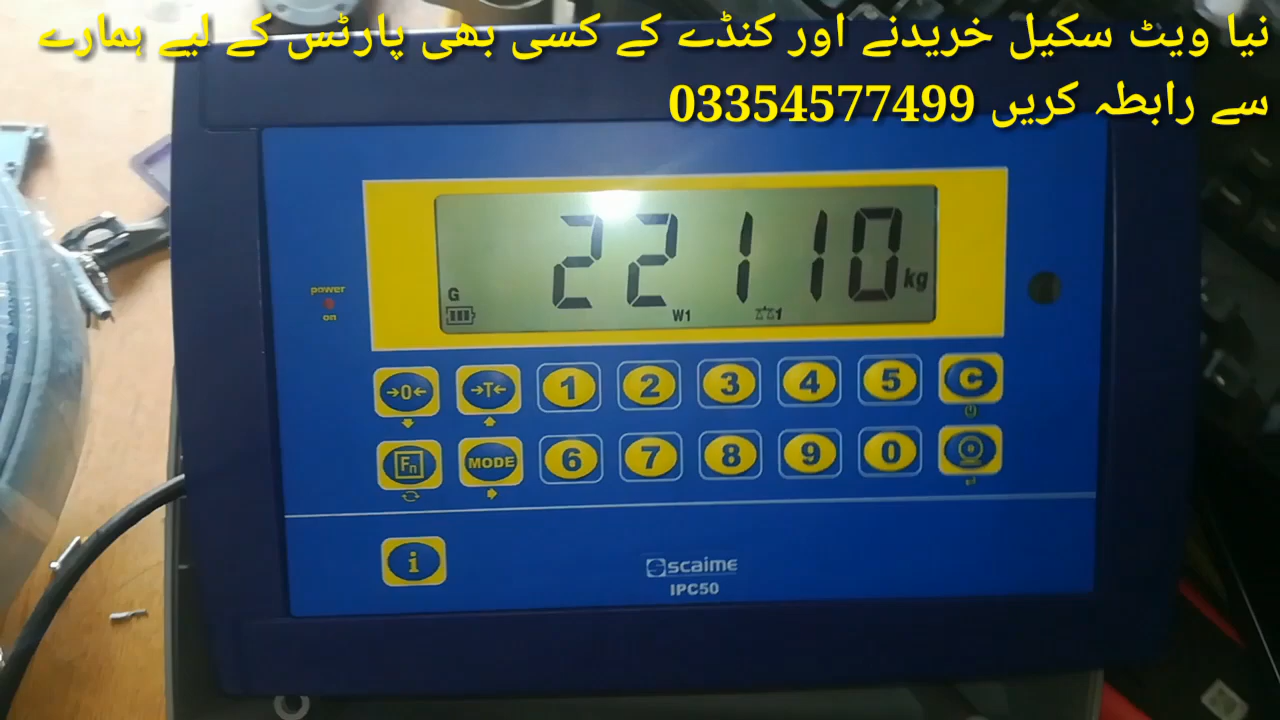 نیا ویٹ سکیل خریدنے اور کنڈے کے کسی بھی پارٹس کے لیے ہمارے
سے رابطہ کریں 03354577499
22110 kg
G
W1
1
power
on
→0← →T← 1 2 3 4 5 C
Fn MODE 6 7 8 9 0
i
scaime
IPC50